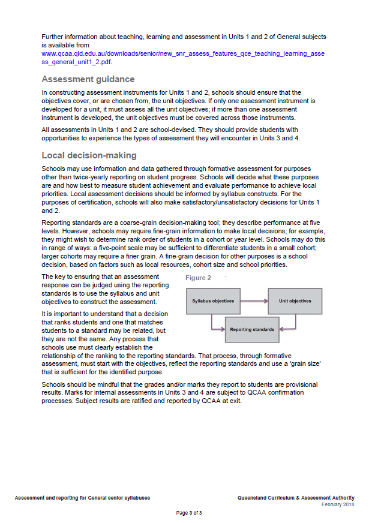 Further information about teaching, learning and assessment in Units 1 and 2 of General subjects
is available from
www.qcaa.qld.edu.au/downloads/senior/new_snr_assess_features_qce_teaching_learning_asse
ss_general_unit1_2.pdf.
Assessment guidance
In constructing assessment instruments for Units 1 and 2, schools should ensure that the
objectives cover, or are chosen from, the unit objectives. If only one assessment instrument is
developed for a unit, it must assess all the unit objectives; if more than one assessment
instrument is developed, the unit objectives must be covered across those instruments.
All assessments in Units 1 and 2 are school-devised. They should provide students with
opportunities to experience the types of assessment they will encounter in Units 3 and 4.
Local decision-making
Schools may use information and data gathered through formative assessment for purposes
other than twice-yearly reporting on student progress. Schools will decide what these purposes
are and how best to measure student achievement and evaluate performance to achieve local
priorities. Local assessment decisions should be informed by syllabus constructs. For the
purposes of certification, schools will also make satisfactory/unsatisfactory decisions for Units 1
and 2.
Reporting standards are a coarse-grain decision-making tool; they describe performance at five
levels. However, schools may require fine-grain information to make local decisions; for example,
they might wish to determine rank order of students in a cohort or year level. Schools may do this
in range of ways: a five-point scale may be sufficient to differentiate students in a small cohort;
larger cohorts may require a finer grain. A fine-grain decision for other purposes is a school
decision, based on factors such as local resources, cohort size and school priorities.
The key to ensuring that an assessment
response can be judged using the reporting
standards is to use the syllabus and unit
objectives to construct the assessment.
It is important to understand that a decision
that ranks students and one that matches
students to a standard may be related, but
they are not the same. Any process that
schools use must clearly establish the
relationship of the ranking to the reporting standards. That process, through formative
assessment, must start with the objectives, reflect the reporting standards and use a 'grain size'
that is sufficient for the identified purpose.
Figure 2
Syllabus objectives
Unit objectives
Reporting standards
Schools should be mindful that the grades and/or marks they report to students are provisional
results. Marks for internal assessments in Units 3 and 4 are subject to QCAA confirmation
processes. Subject results are ratified and reported by QCAA at exit.
Assessment and reporting for General senior syllabuses
Queensland Curriculum & Assessment Authority
February 2018
Page 3 of 3